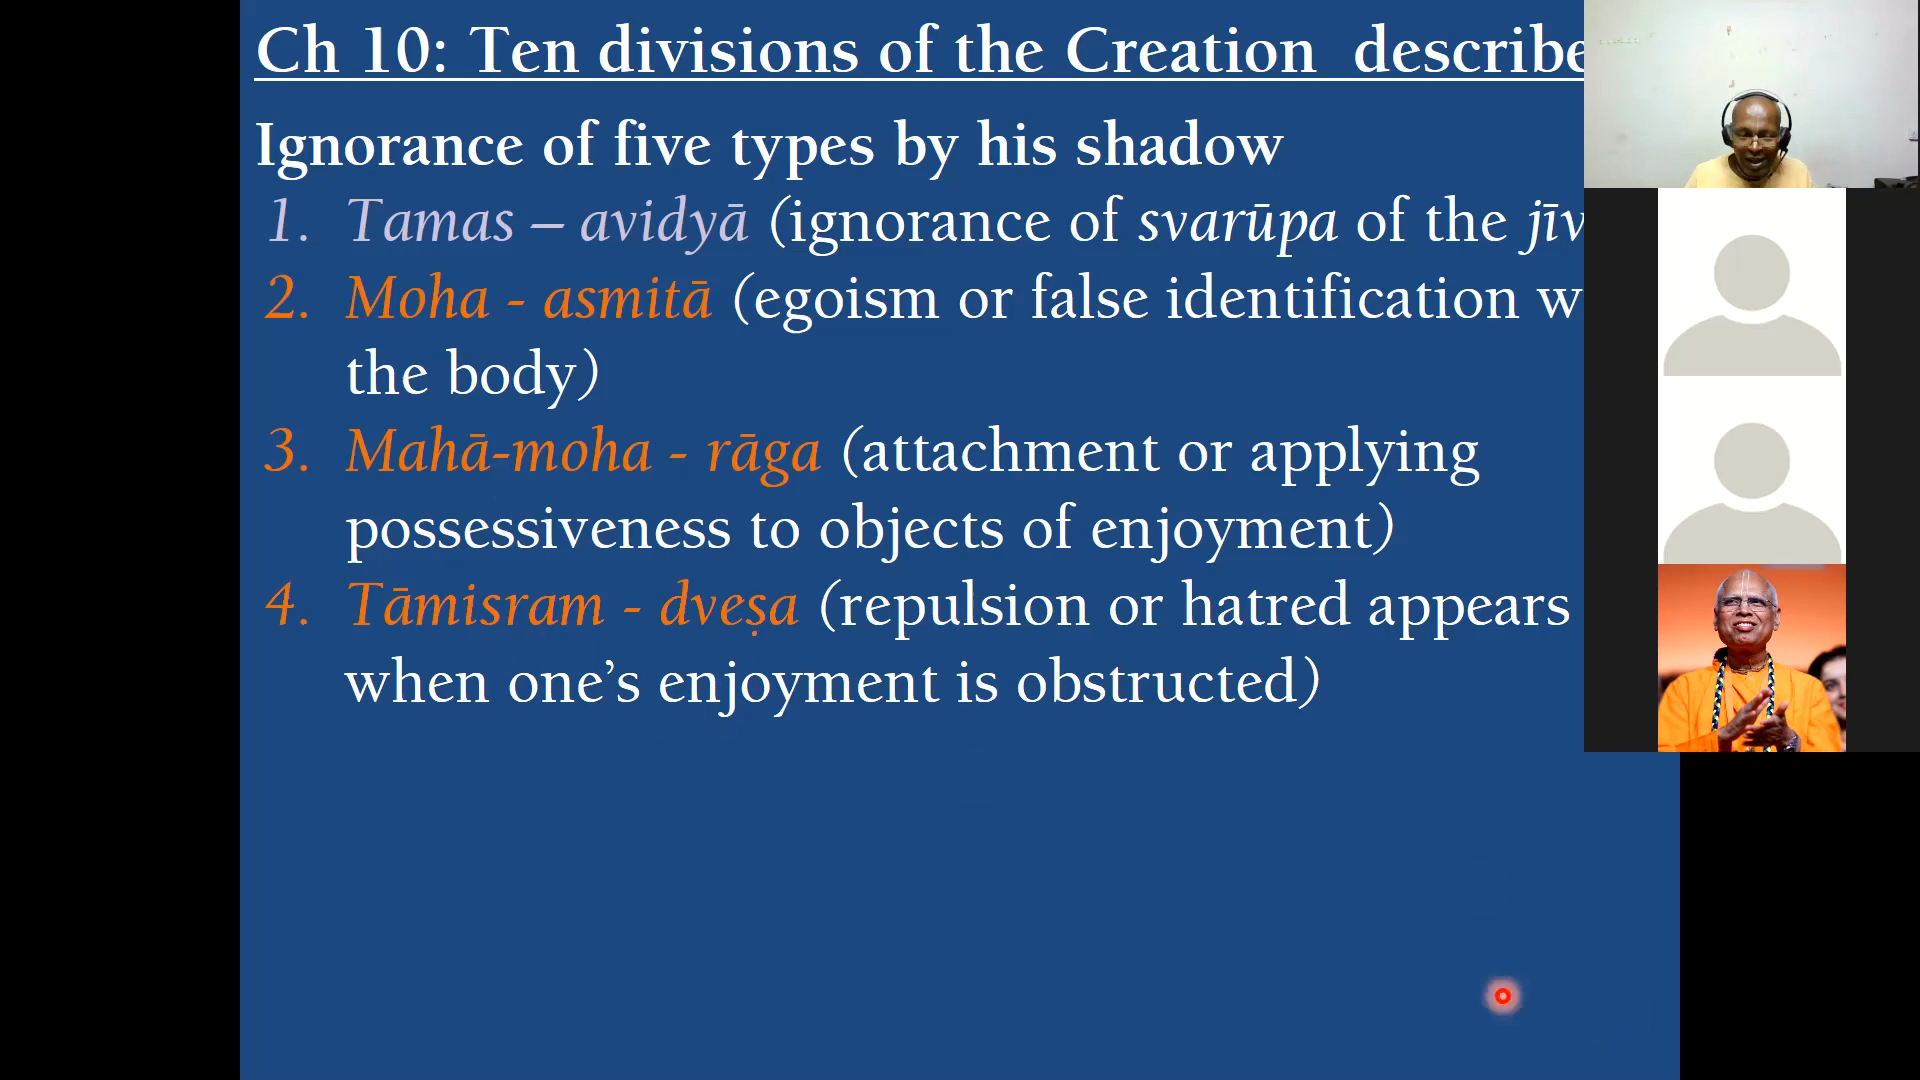 Ch 10: Ten divisions of the Creation describe
Ignorance of five types by his shadow
1. Tamas – avidyā (ignorance of svarūpa of the jīv
2. Moha - asmitā (egoism or false identification w
the body)
3. Mahā-moha - rāga (attachment or applying
possessiveness to objects of enjoyment)
4. Tāmisram - dveṣa (repulsion or hatred appears
when one’s enjoyment is obstructed)